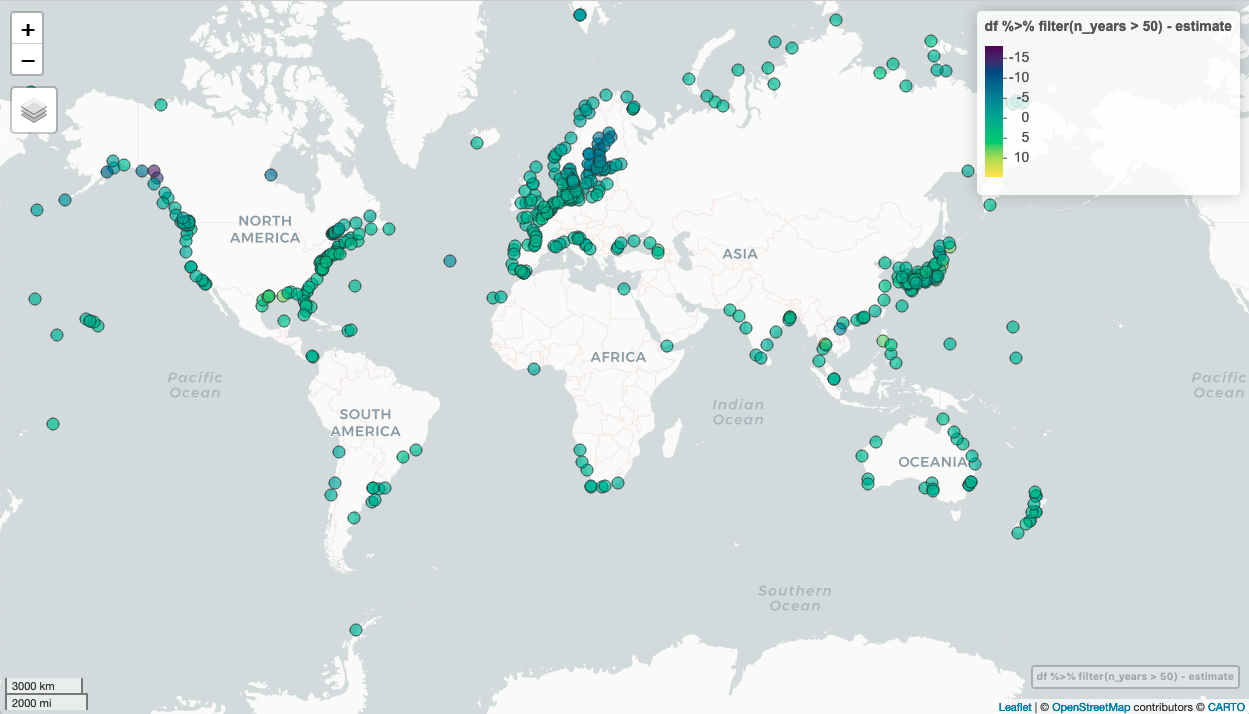 +
−
df %>% filter(n_years > 50) - estimate
-15
-10
-5
0
5
10
NORTH
AMERICA
ASIA
AFRICA
Pacific
Ocean
Pacific
Ocean
SOUTH
AMERICA
Indian
Ocean
OCEANIA
Southern
Ocean
3000 km
2000 mi
df %>% filter(n_years > 50) - estimate
Leaflet | © OpenStreetMap contributors © CARTO